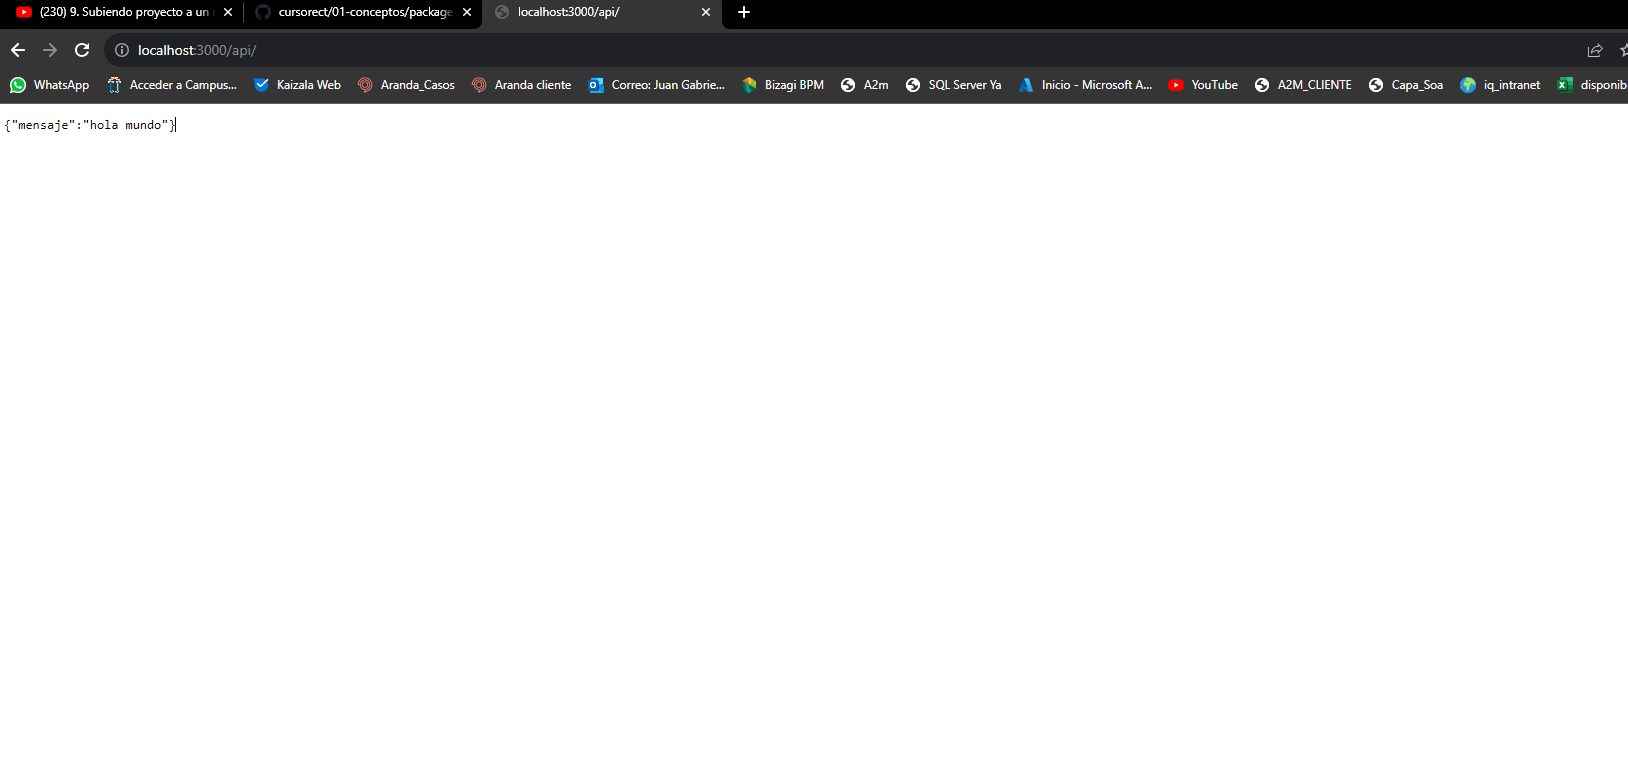 (230) 9. Subiendo proyecto a un
cursorect/01-conceptos/package
localhost:3000/api/
localhost:3000/api/
WhatsApp
Acceder a Campus...
Kaizala Web
Aranda_Casos
Aranda cliente
Correo: Juan Gabrie...
Bizagi BPM
A2m
SQL Server Ya
Inicio - Microsoft A...
YouTube
A2M_CLIENTE
Capa_Soa
iq_intranet
disponib
{"mensaje":"hola mundo"}